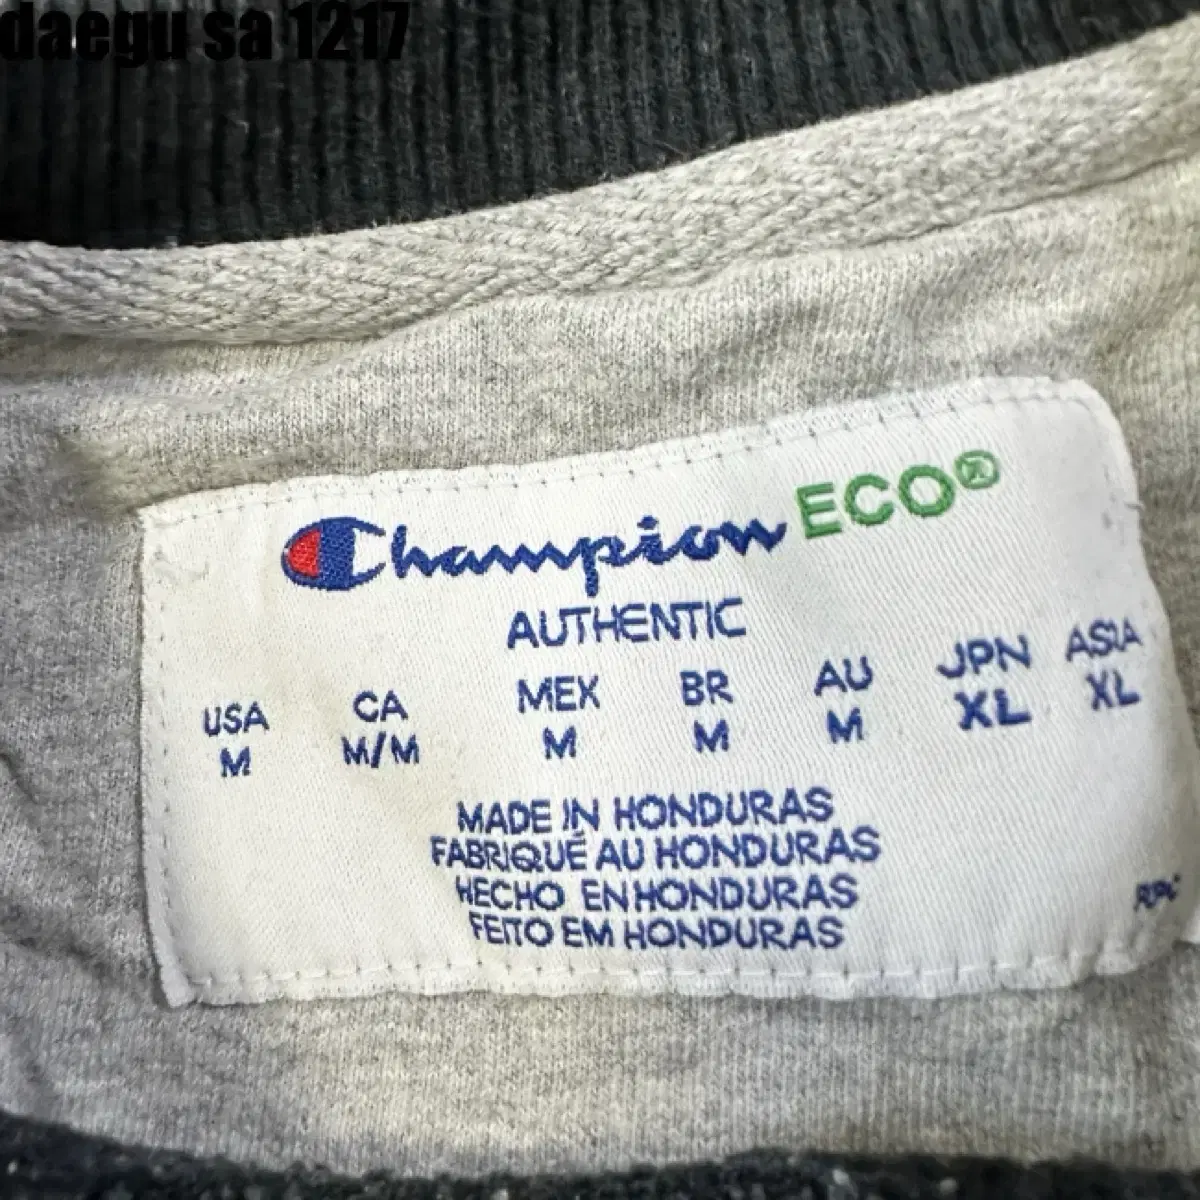 daegu sa 1217
Champion ECO®
AUTHENTIC
USA CA MEX BR AU JPN ASIA
M M/M M M M XL XL
MADE IN HONDURAS
FABRIQUÉ AU HONDURAS
HECHO EN HONDURAS
FEITO EM HONDURAS